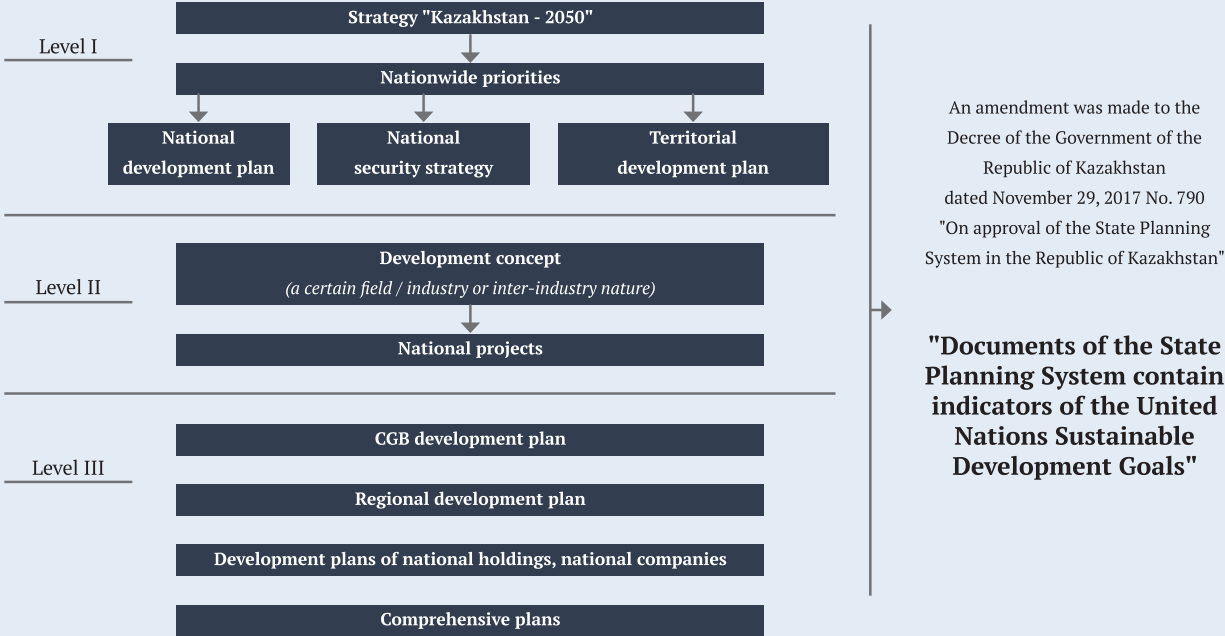 Strategy "Kazakhstan - 2050"
Level I
Nationwide priorities
National
development plan
National
security strategy
Territorial
development plan
Level II
Development concept
(a certain field / industry or inter-industry nature)
National projects
Level III
CGB development plan
Regional development plan
Development plans of national holdings, national companies
Comprehensive plans
An amendment was made to the
Decree of the Government of the
Republic of Kazakhstan
dated November 29, 2017 No. 790
"On approval of the State Planning
System in the Republic of Kazakhstan"
"Documents of the State
Planning System contain
indicators of the United
Nations Sustainable
Development Goals"